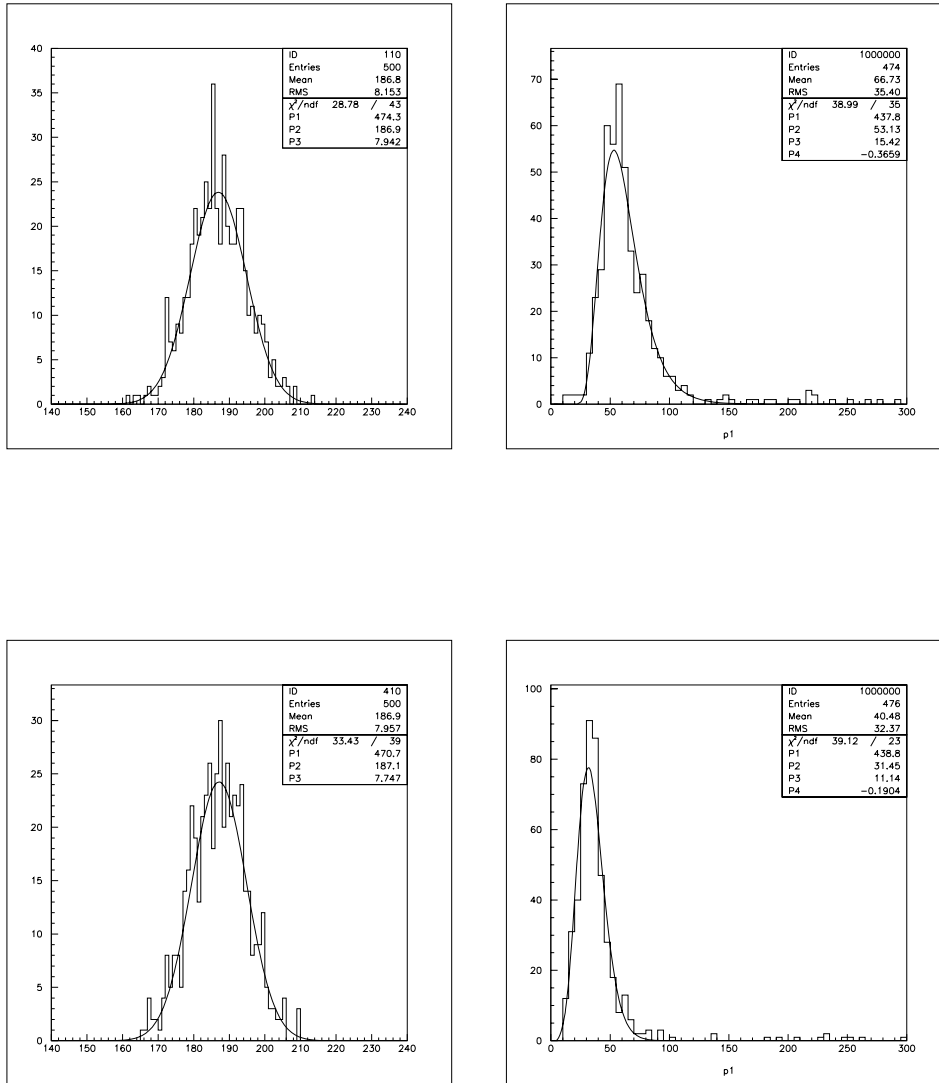 ID 110
Entries 500
Mean 186.8
RMS 8.153
χ²/ndf 28.78 / 43
P1 474.3
P2 186.9
P3 7.942
40
35
30
25
20
15
10
5
0
140 150 160 170 180 190 200 210 220 230 240
ID 1000000
Entries 474
Mean 66.73
RMS 35.40
χ²/ndf 38.99 / 35
P1 437.8
P2 53.13
P3 15.42
P4 -0.3659
70
60
50
40
30
20
10
0
0 50 100 150 200 250 300
p1
ID 410
Entries 500
Mean 186.9
RMS 7.957
χ²/ndf 33.43 / 39
P1 470.7
P2 187.1
P3 7.747
30
25
20
15
10
5
0
140 150 160 170 180 190 200 210 220 230 240
ID 1000000
Entries 476
Mean 40.48
RMS 32.37
χ²/ndf 39.12 / 23
P1 438.8
P2 31.45
P3 11.14
P4 -0.1904
100
80
60
40
20
0
0 50 100 150 200 250 300
p1